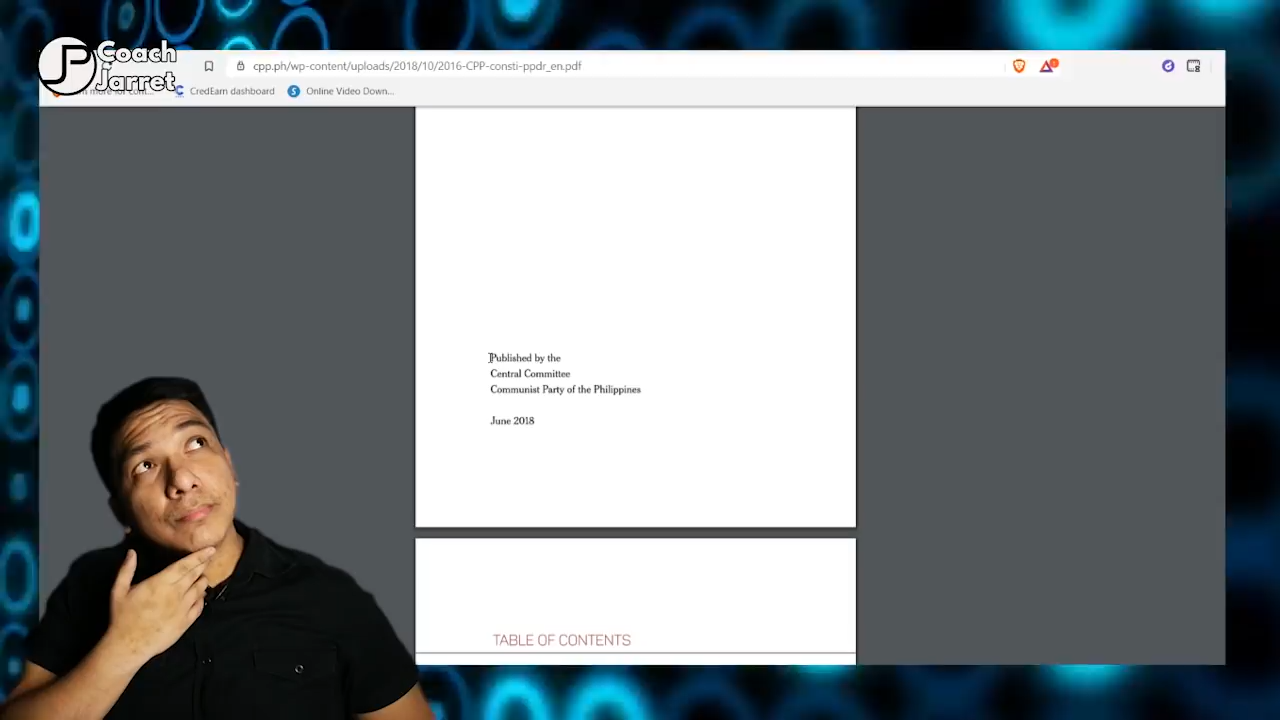 Coach
Jarret
cpp.ph/wp-content/uploads/2018/10/2016-CPP-consti-ppdr_en.pdf
CredEarn dashboard
Online Video Down...
Published by the
Central Committee
Communist Party of the Philippines
June 2018
TABLE OF CONTENTS